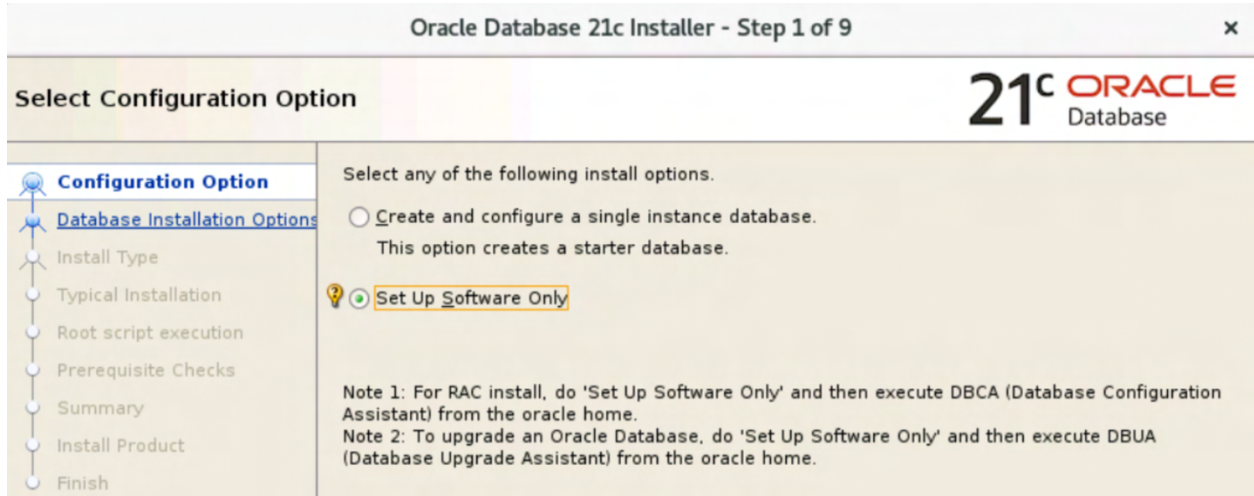 Oracle Database 21c Installer - Step 1 of 9
×
Select Configuration Option
21c ORACLE
Database
Configuration Option
Database Installation Options
Install Type
Typical Installation
Root script execution
Prerequisite Checks
Summary
Install Product
Finish
Select any of the following install options.
Create and configure a single instance database.
This option creates a starter database.
Set Up Software Only
Note 1: For RAC install, do 'Set Up Software Only' and then execute DBCA (Database Configuration
Assistant) from the oracle home.
Note 2: To upgrade an Oracle Database, do 'Set Up Software Only' and then execute DBUA
(Database Upgrade Assistant) from the oracle home.